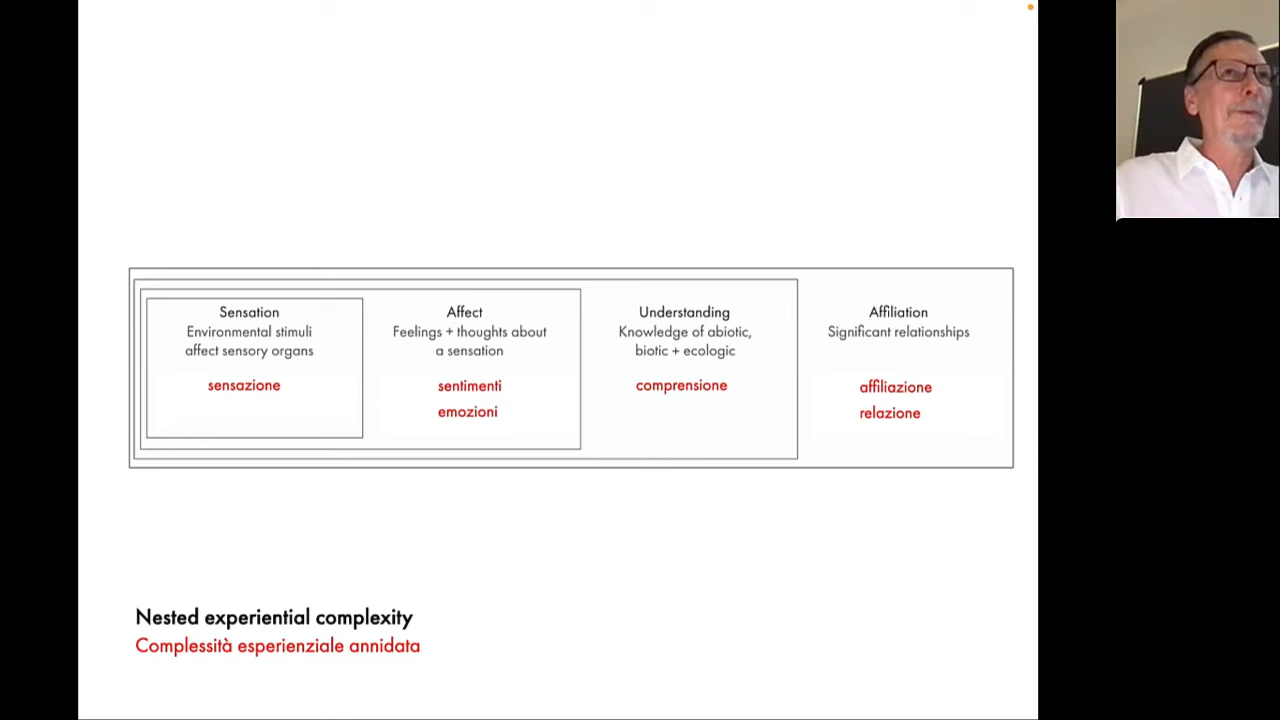 Sensation
Environmental stimuli
affect sensory organs
sensazione
Affect
Feelings + thoughts about
a sensation
sentimenti
emozioni
Understanding
Knowledge of abiotic,
biotic + ecologic
comprensione
Affiliation
Significant relationships
affiliazione
relazione
Nested experiential complexity
Complessità esperienziale annidata